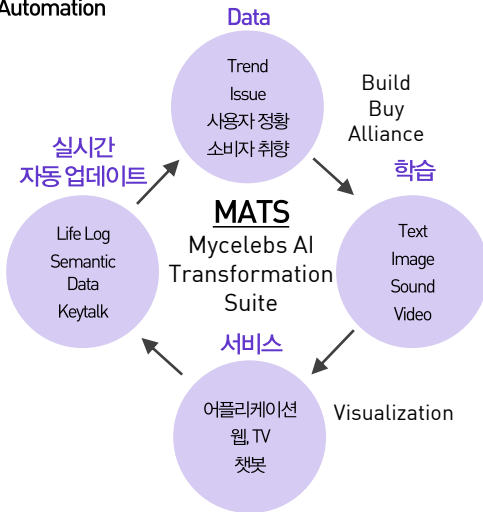 Automation
Data
Trend
Issue
사용자 정황
소비자 취향
Build
Buy
Alliance
학습
Text
Image
Sound
Video
실시간
자동 업데이트
Life Log
Semantic
Data
Keytalk
MATS
Mycelebs AI
Transformation
Suite
서비스
어플리케이션
웹, TV
챗봇
Visualization